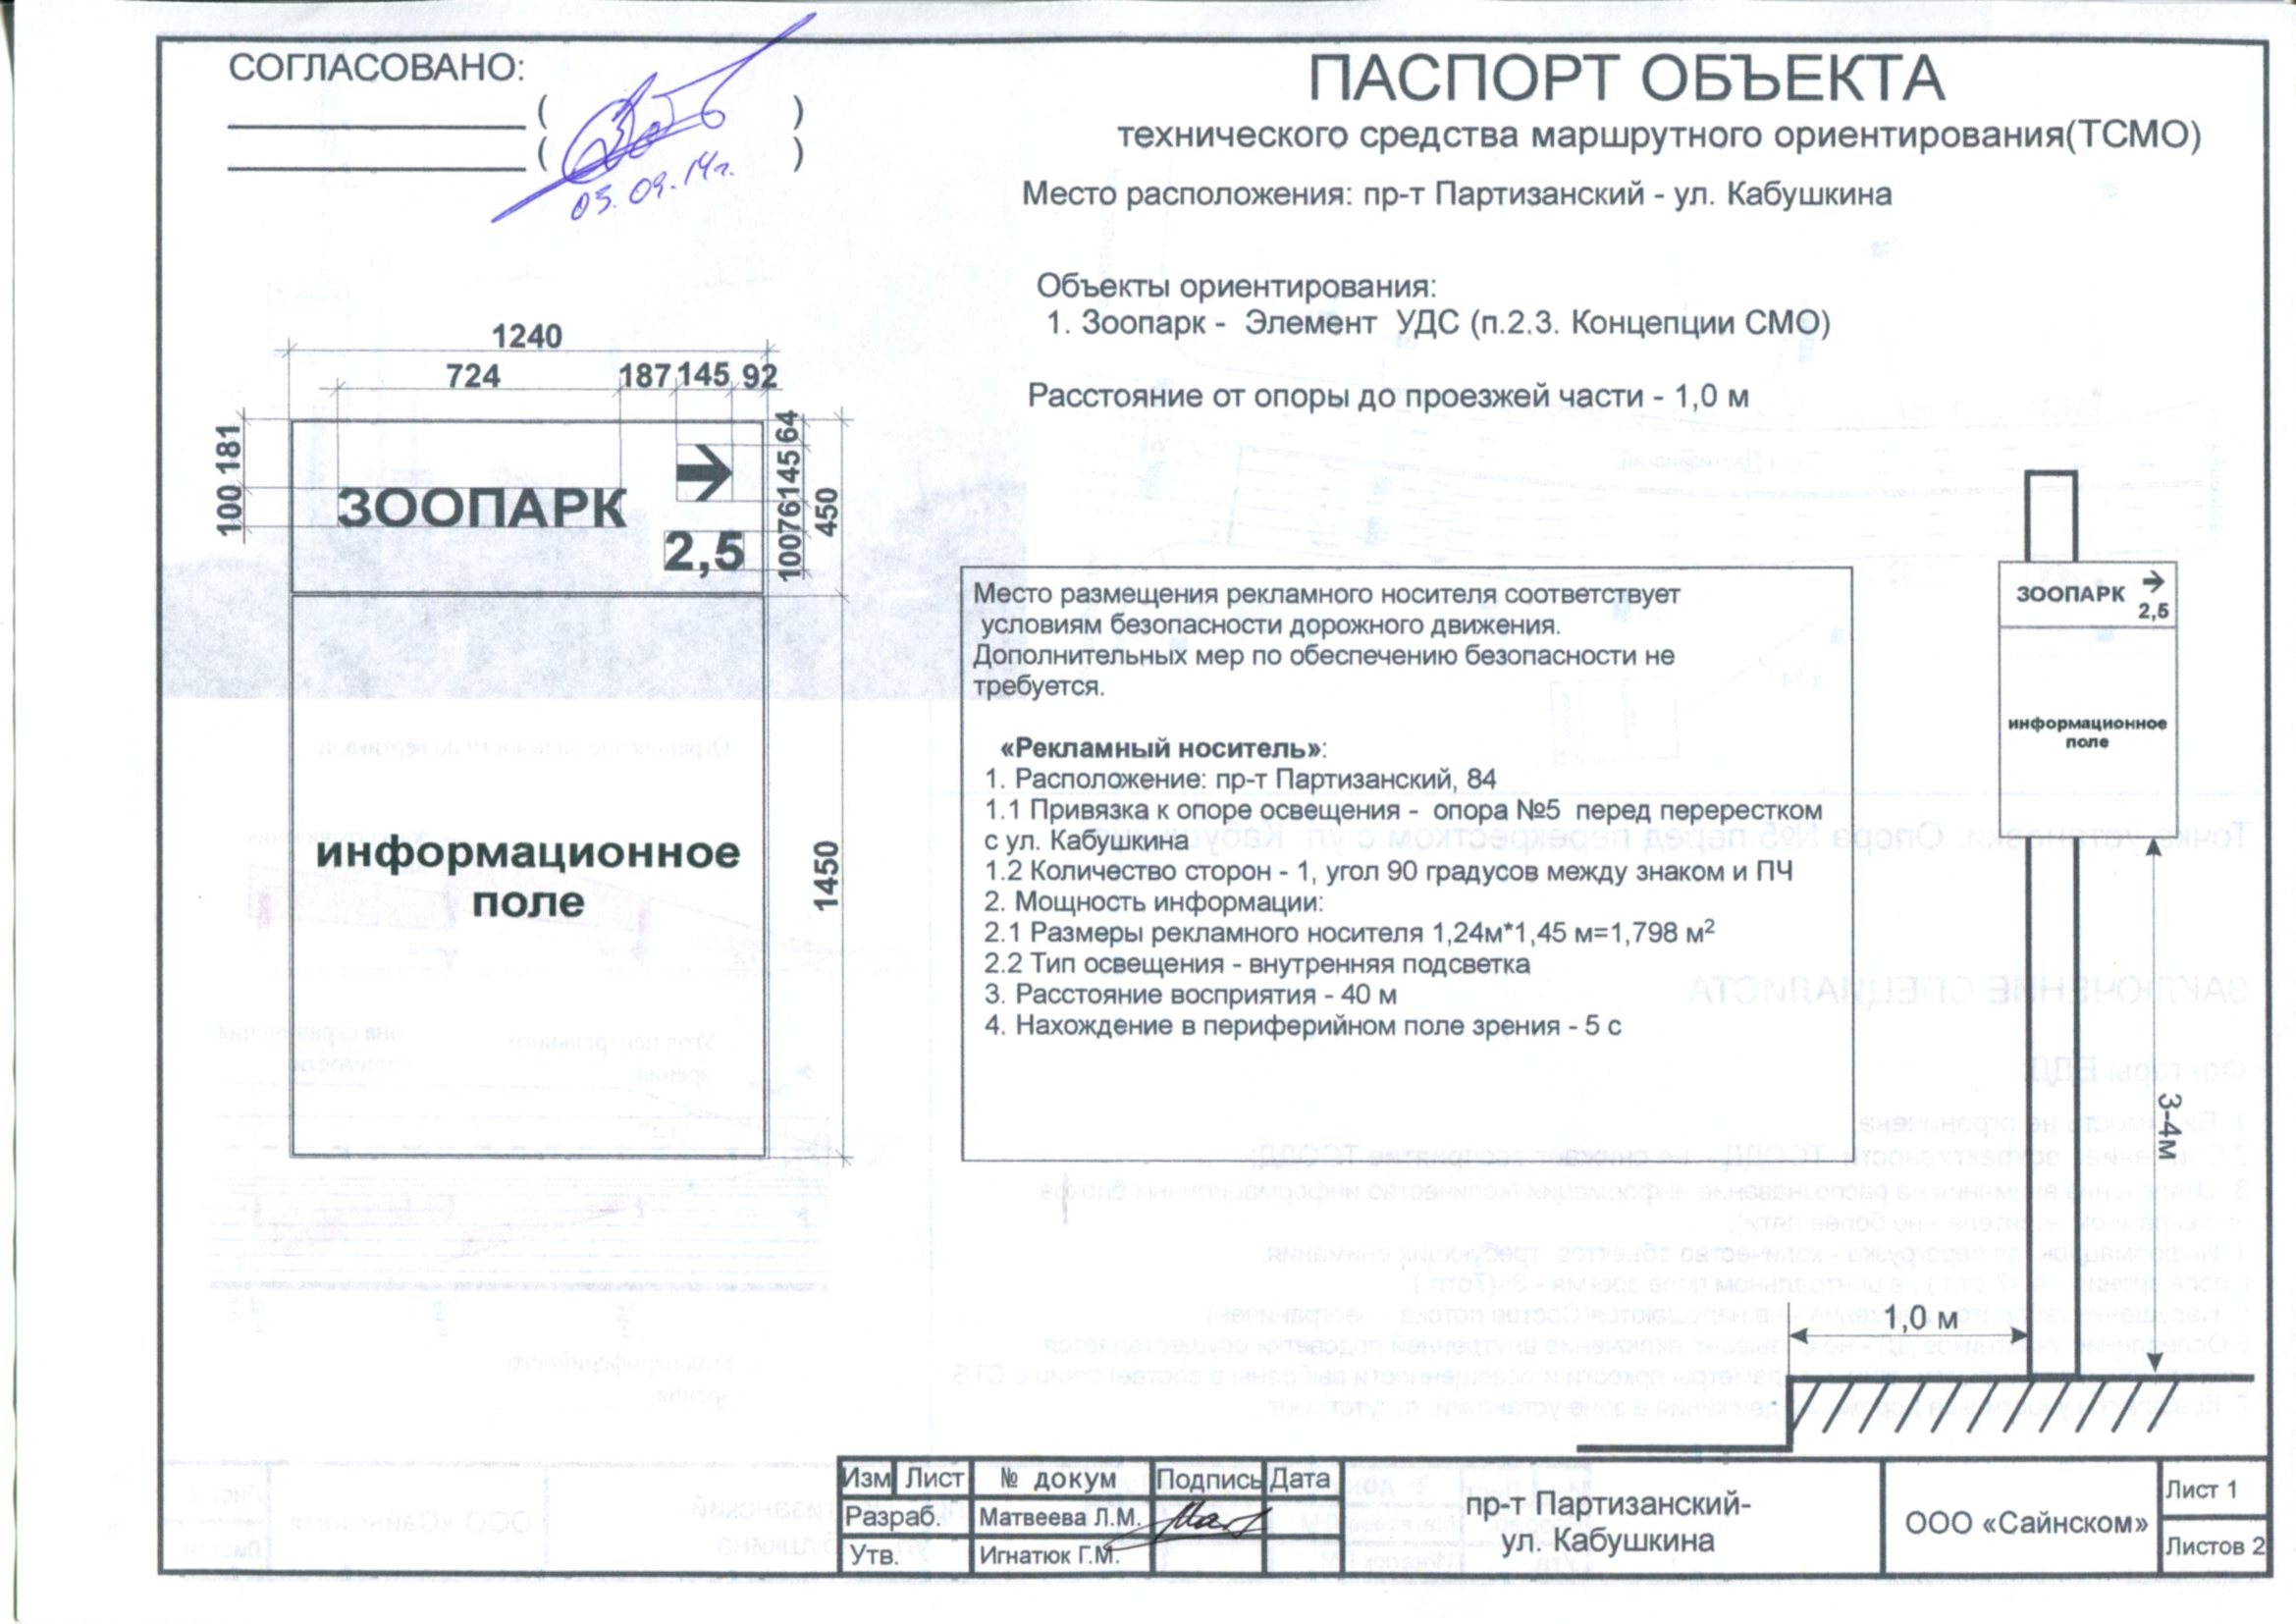 СОГЛАСОВАНО:
(            )
(            )
03.09.14г.
ПАСПОРТ ОБЪЕКТА
технического средства маршрутного ориентирования(ТСМО)
Место расположения: пр-т Партизанский - ул. Кабушкина
Объекты ориентирования:
1. Зоопарк - Элемент УДС (п.2.3. Концепции СМО)
Расстояние от опоры до проезжей части - 1,0 м
1240
724 187 145 92
181
100
64
145
76
100
450
1450
ЗООПАРК
2,5
информационное
поле
Место размещения рекламного носителя соответствует
условиям безопасности дорожного движения.
Дополнительных мер по обеспечению безопасности не
требуется.
«Рекламный носитель»:
1. Расположение: пр-т Партизанский, 84
1.1 Привязка к опоре освещения - опора №5 перед перерестком
с ул. Кабушкина
1.2 Количество сторон - 1, угол 90 градусов между знаком и ПЧ
2. Мощность информации:
2.1 Размеры рекламного носителя 1,24м*1,45 м=1,798 м²
2.2 Тип освещения - внутренняя подсветка
3. Расстояние восприятия - 40 м
4. Нахождение в периферийном поле зрения - 5 с
ЗООПАРК
2,5
информационное
поле
3-4м
1,0 м
Изм Лист № докум Подпись Дата
Разраб. Матвеева Л.М.
Утв. Игнатюк Г.М.
пр-т Партизанский-
ул. Кабушкина
ООО «Сайнском»
Лист 1
Листов 2